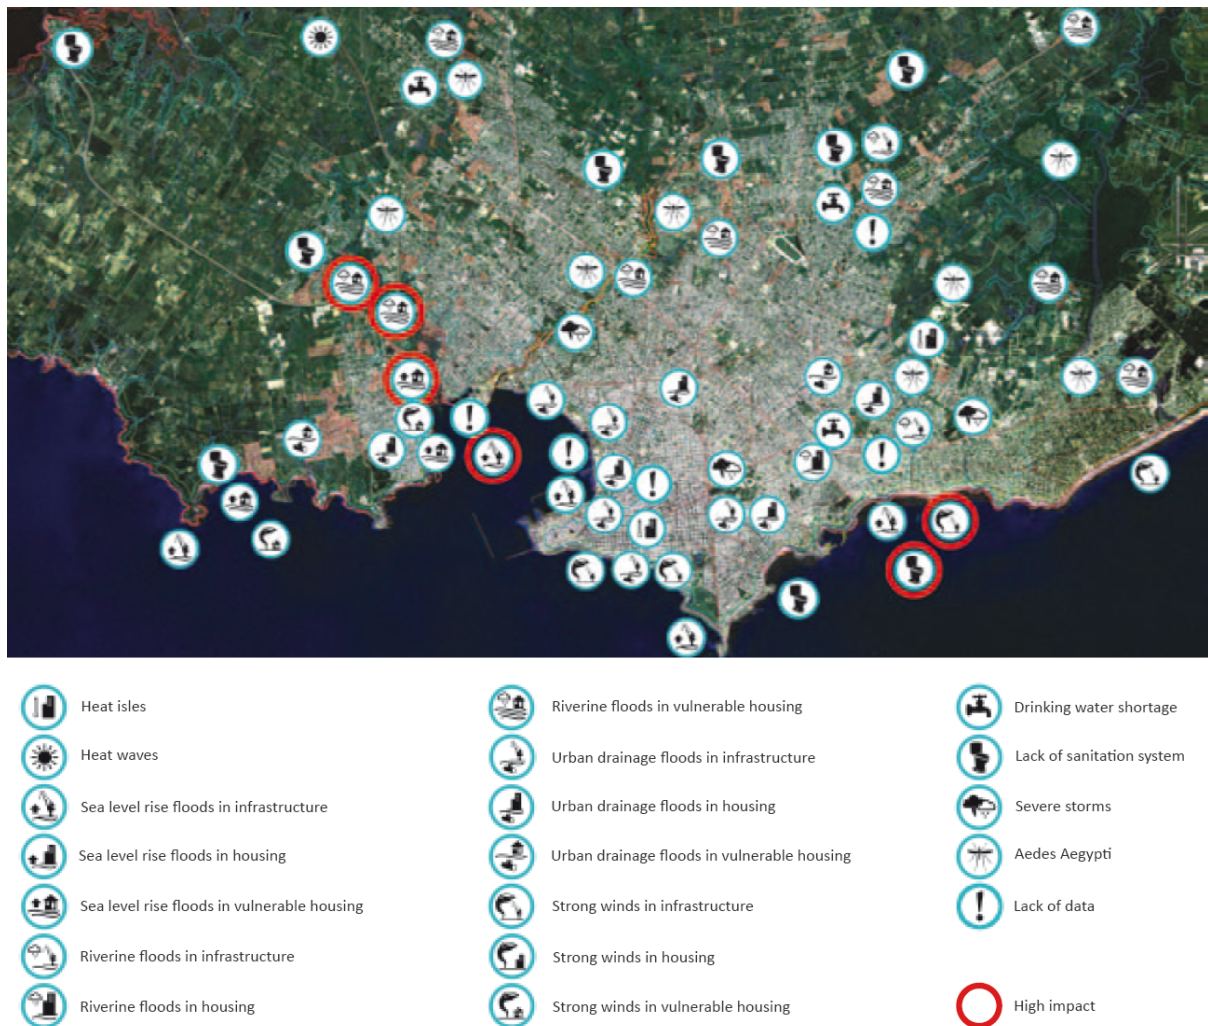 Heat isles
Heat waves
Sea level rise floods in infrastructure
Sea level rise floods in housing
Sea level rise floods in vulnerable housing
Riverine floods in infrastructure
Riverine floods in housing
Riverine floods in vulnerable housing
Urban drainage floods in infrastructure
Urban drainage floods in housing
Urban drainage floods in vulnerable housing
Strong winds in infrastructure
Strong winds in housing
Strong winds in vulnerable housing
Drinking water shortage
Lack of sanitation system
Severe storms
Aedes Aegypti
Lack of data
High impact